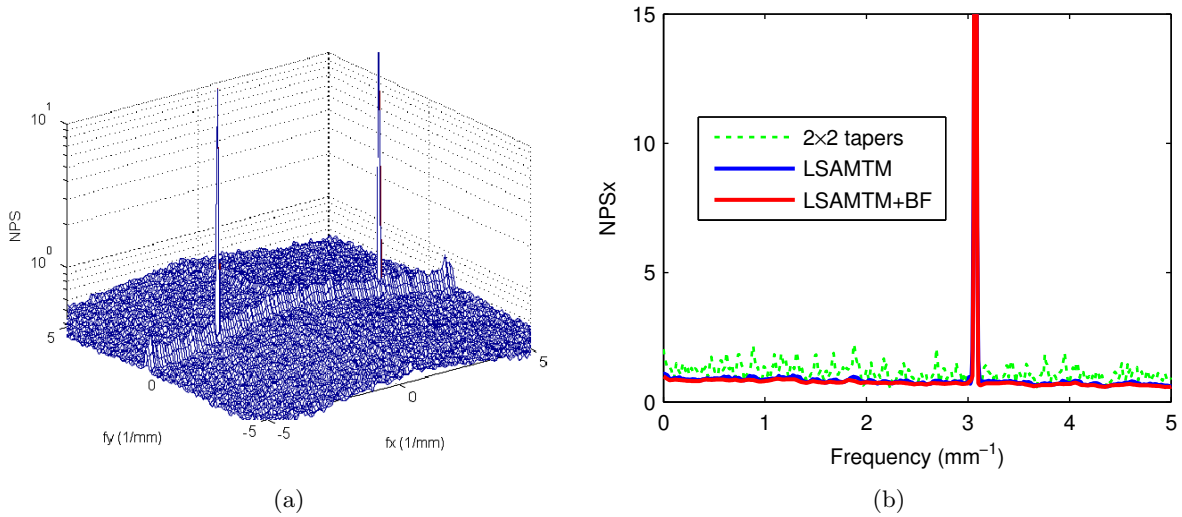 10¹
10⁰
NPS
5
0
-5
fy (1/mm)
-5
0
5
fx (1/mm)
(a)
15
10
5
0
NPSx
2×2 tapers
LSAMTM
LSAMTM+BF
0 1 2 3 4 5
Frequency (mm⁻¹)
(b)